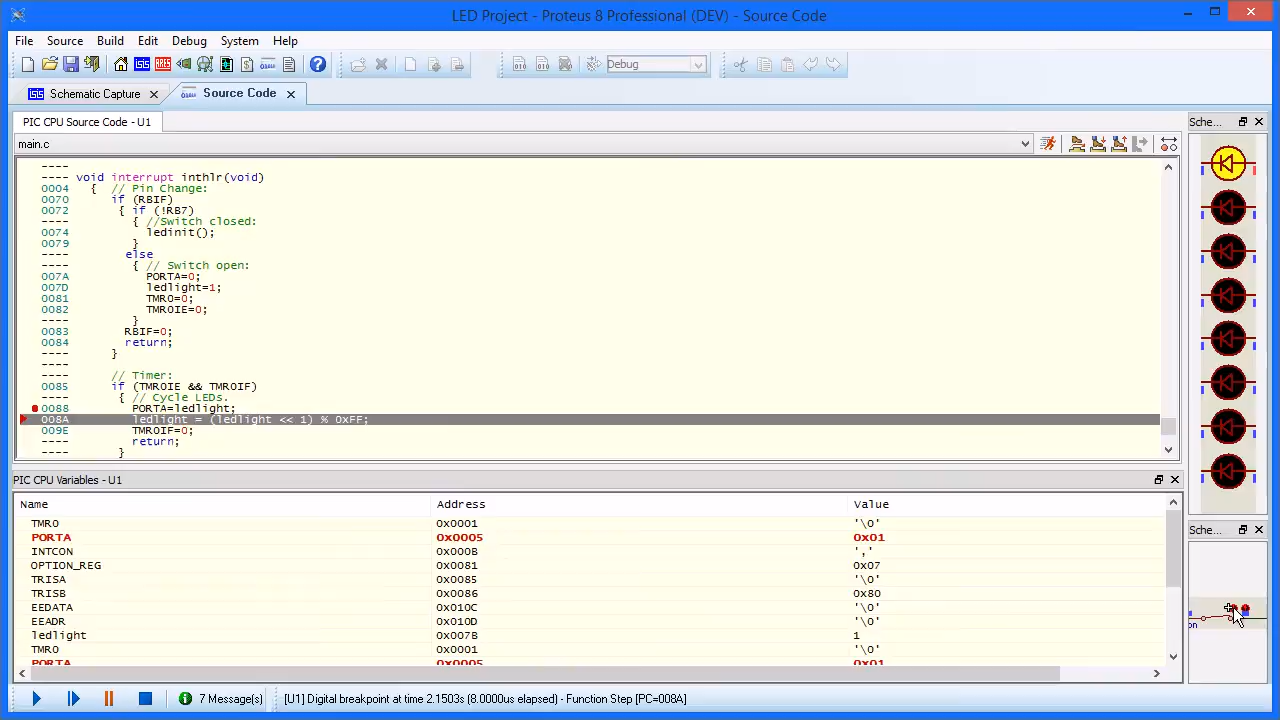 LED Project - Proteus 8 Professional (DEV) - Source Code
File Source Build Edit Debug System Help
Debug
Schematic Capture Source Code
PIC CPU Source Code - U1
Sche...
main.c
----
---- void interrupt inthlr(void)
0004 { // Pin Change:
0070 if (RBIF)
0072 { if (!RB7)
---- { //Switch closed:
0074 ledinit();
0079 }
---- else
---- { // Switch open:
007A PORTA=0;
007D ledlight=1;
0081 TMR0=0;
0082 TMR0IE=0;
---- }
0083 RBIF=0;
0084 return;
---- }
----
---- // Timer:
0085 if (TMR0IE && TMR0IF)
---- { // Cycle LEDs.
0088 PORTA=ledlight;
008A ledlight = (ledlight << 1) % 0xFF;
009E TMR0IF=0;
---- return;
---- }
PIC CPU Variables - U1
Name Address Value
TMR0 0x0001 '\0'
PORTA 0x0005 0x01
INTCON 0x000B ','
OPTION_REG 0x0081 0x07
TRISA 0x0085 '\0'
TRISB 0x0086 0x80
EEDATA 0x010C '\0'
EEADR 0x010D '\0'
ledlight 0x007B 1
TMR0 0x0001 '\0'
PORTA 0x0005 0x01
Sche...
on
7 Message(s) [U1] Digital breakpoint at time 2.1503s (8.0000us elapsed) - Function Step [PC=008A]